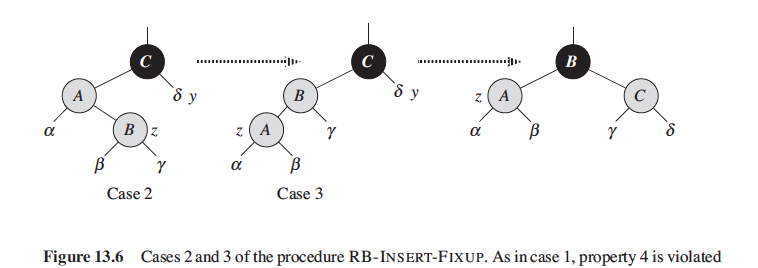 C C B
A δ y B δ y z A C
α B z z A γ α β γ δ
β γ α β
Case 2 Case 3
Figure 13.6 Cases 2 and 3 of the procedure RB-INSERT-FIXUP. As in case 1, property 4 is violated